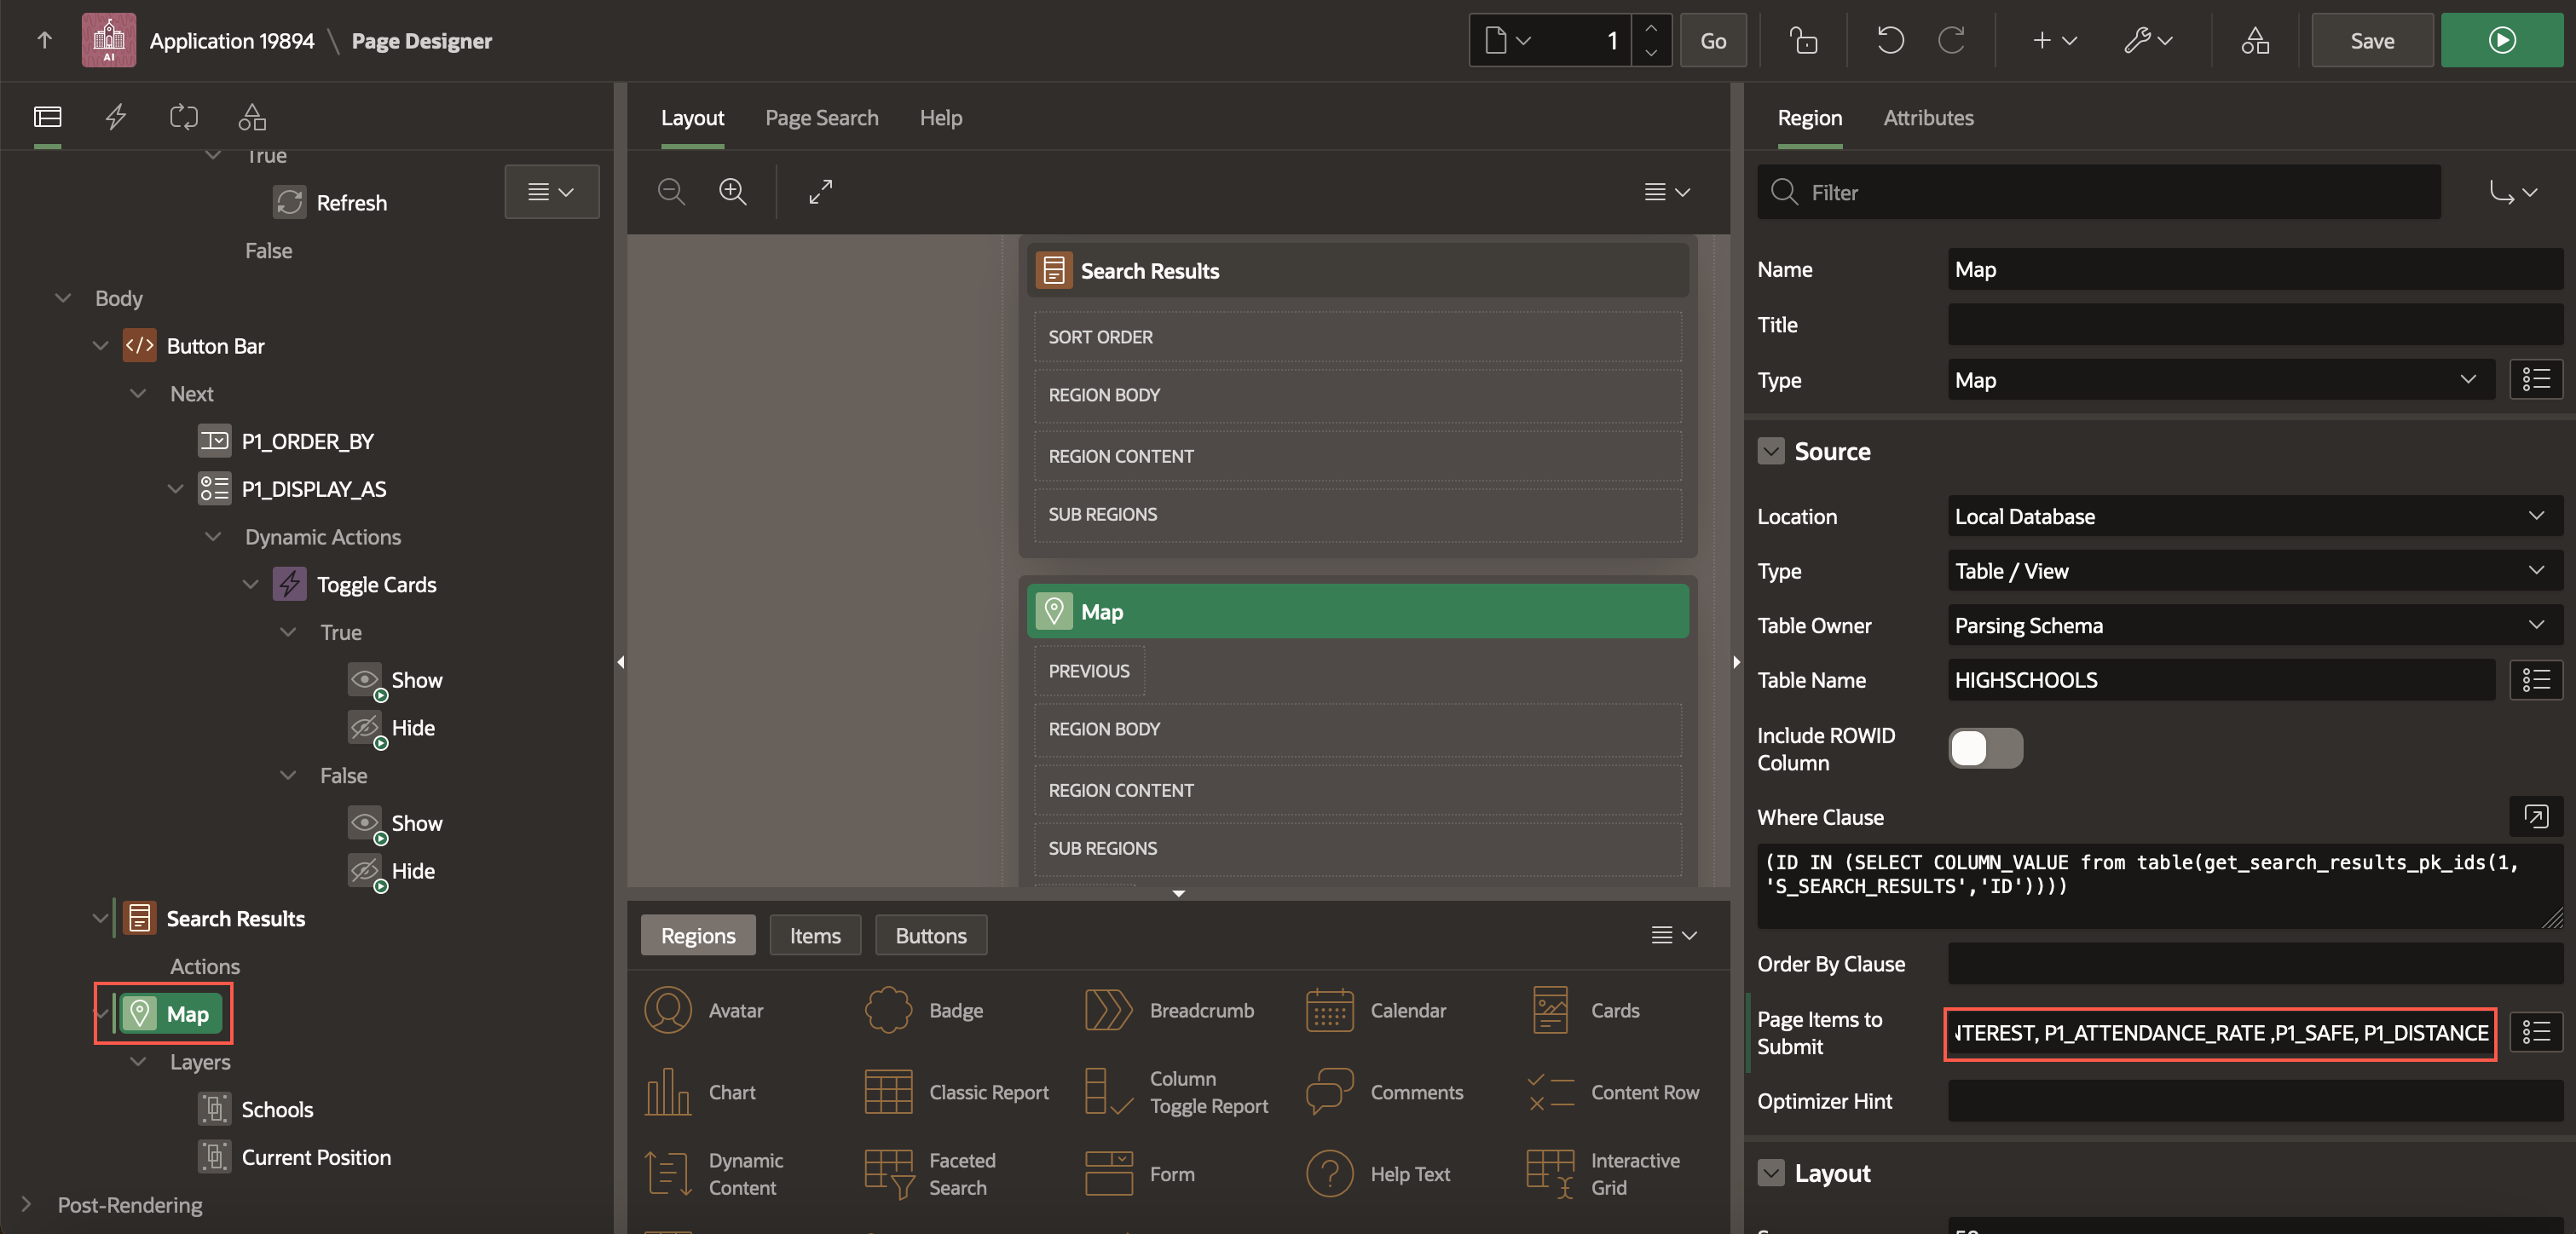 AI
Application 19894 \ Page Designer
1
Go
Save
True
Refresh
False
Body
Button Bar
Next
P1_ORDER_BY
P1_DISPLAY_AS
Dynamic Actions
Toggle Cards
True
Show
Hide
False
Show
Hide
Search Results
Actions
Map
Layers
Schools
Current Position
Post-Rendering
Layout
Page Search
Help
Search Results
SORT ORDER
REGION BODY
REGION CONTENT
SUB REGIONS
Map
PREVIOUS
REGION BODY
REGION CONTENT
SUB REGIONS
Regions
Items
Buttons
Avatar
Badge
Breadcrumb
Calendar
Cards
Chart
Classic Report
Column
Toggle Report
Comments
Content Row
Dynamic
Content
Faceted
Search
Form
Help Text
Interactive
Grid
Region
Attributes
Filter
Name
Map
Title
Type
Map
Source
Location
Local Database
Type
Table / View
Table Owner
Parsing Schema
Table Name
HIGHSCHOOLS
Include ROWID
Column
Where Clause
(ID IN (SELECT COLUMN_VALUE from table(get_search_results_pk_ids(1,
'S_SEARCH_RESULTS','ID'))))
Order By Clause
Page Items to
Submit
NTEREST, P1_ATTENDANCE_RATE ,P1_SAFE, P1_DISTANCE
Optimizer Hint
Layout